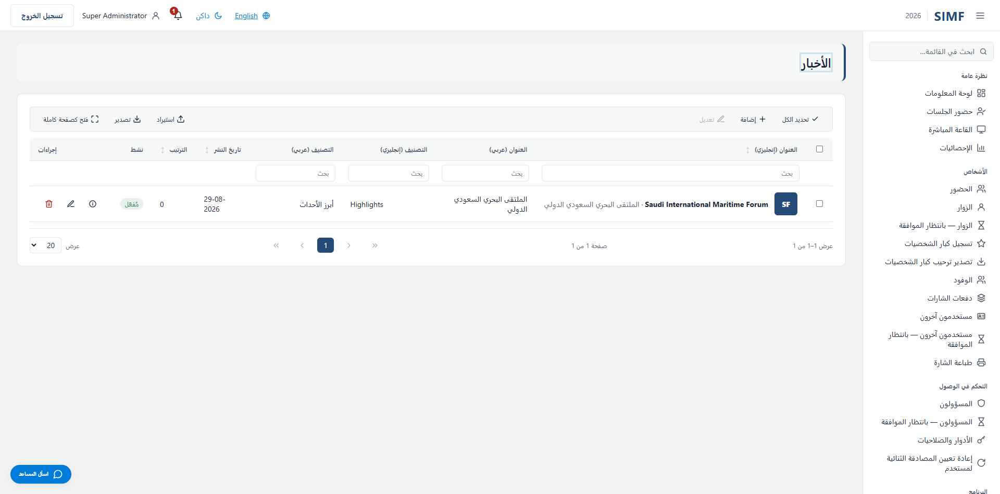 SIMF
2026
English
داكن
1
Super Administrator
تسجيل الخروج
ابحث في القائمة...
نظرة عامة
لوحة المعلومات
حضور الجلسات
القاعة المباشرة
الإحصائيات
الأشخاص
الحضور
الزوار
الزوار — بانتظار الموافقة
تسجيل كبار الشخصيات
تصدير ترحيب كبار الشخصيات
الوفود
دفعات الشارات
مستخدمون آخرون
مستخدمون آخرون — بانتظار
الموافقة
طباعة الشارة
التحكم في الوصول
المسؤولون
المسؤولون — بانتظار الموافقة
الأدوار والصلاحيات
إعادة تعيين المصادقة الثنائية
لمستخدم
البرنامج
الأخبار
تحديد الكل
إضافة
تعديل
استيراد
تصدير
فتح كصفحة كاملة
العنوان (إنجليزي)
العنوان (عربي)
التصنيف (إنجليزي)
التصنيف (عربي)
تاريخ النشر
الترتيب
نشط
إجراءات
بحث
بحث
بحث
بحث
SF
Saudi International Maritime Forum · الملتقى البحري السعودي الدولي
الملتقى البحري السعودي
الدولي
Highlights
أبرز الأحداث
29-08-
2026
0
مُفعّل
عرض 1–1 من 1
صفحة 1 من 1
« ‹ 1 › »
عرض
20
اسأل المساعد